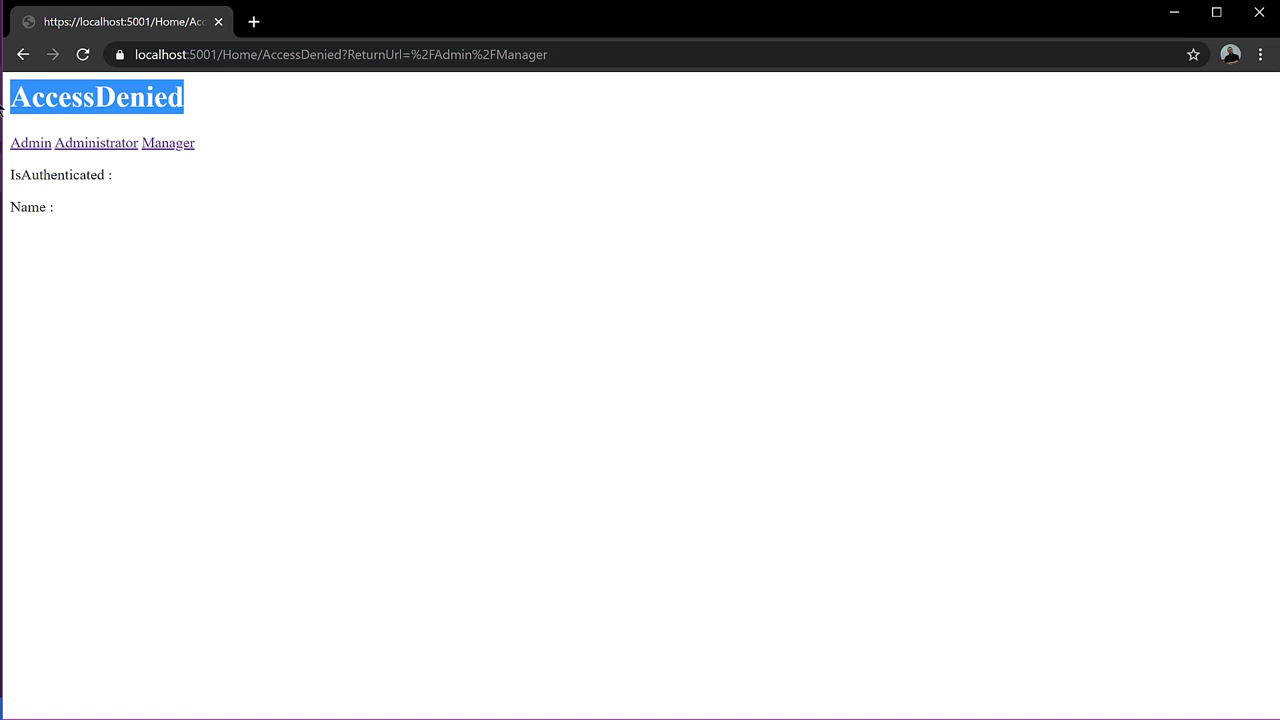 https://localhost:5001/Home/Acc
localhost:5001/Home/AccessDenied?ReturnUrl=%2FAdmin%2FManager
AccessDenied
Admin Administrator Manager
IsAuthenticated :
Name :